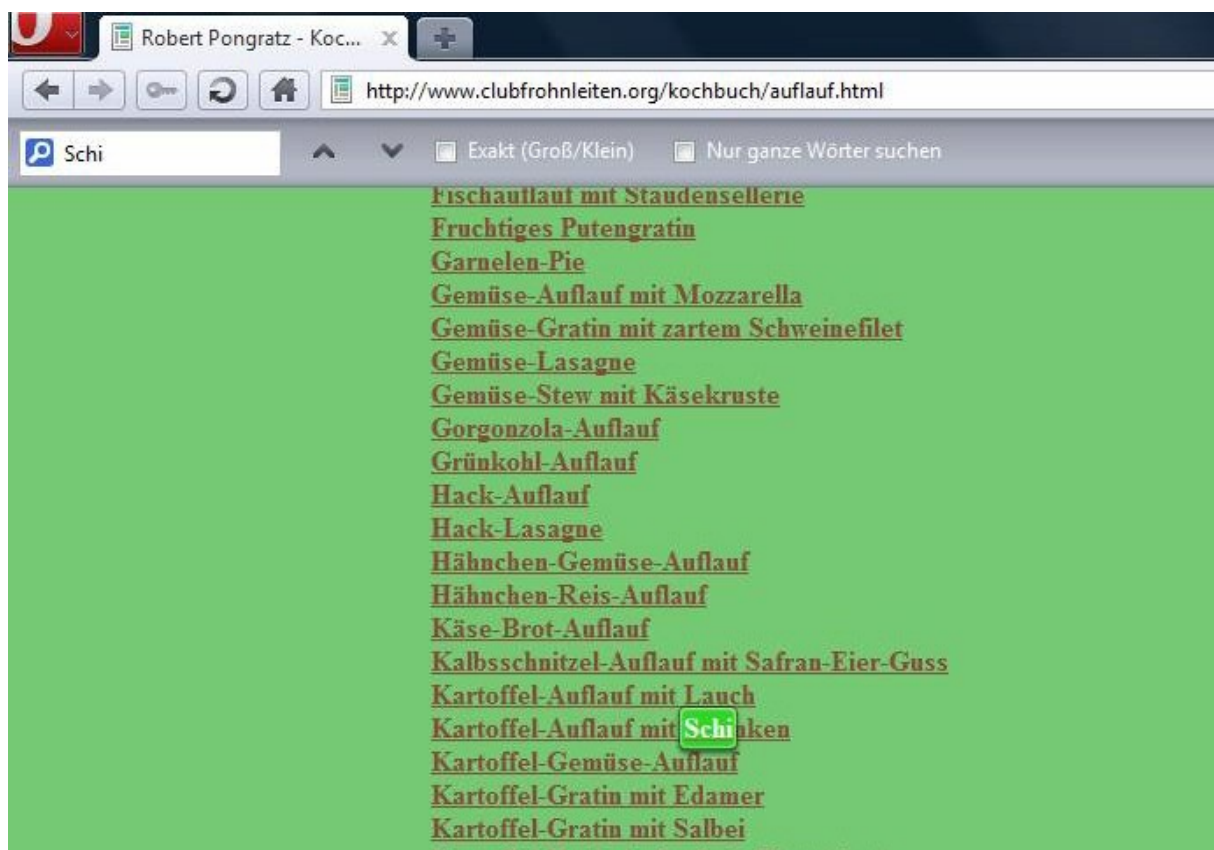 Robert Pongratz - Koc...
http://www.clubfrohnleiten.org/kochbuch/auflauf.html
Schi
Exakt (Groß/Klein) Nur ganze Wörter suchen
Fischauflauf mit Staudensellerie
Fruchtiges Putengratin
Garnelen-Pie
Gemüse-Auflauf mit Mozzarella
Gemüse-Gratin mit zartem Schweinefilet
Gemüse-Lasagne
Gemüse-Stew mit Käsekruste
Gorgonzola-Auflauf
Grünkohl-Auflauf
Hack-Auflauf
Hack-Lasagne
Hähnchen-Gemüse-Auflauf
Hähnchen-Reis-Auflauf
Käse-Brot-Auflauf
Kalbsschnitzel-Auflauf mit Safran-Eier-Guss
Kartoffel-Auflauf mit Lauch
Kartoffel-Auflauf mit Schinken
Kartoffel-Gemüse-Auflauf
Kartoffel-Gratin mit Edamer
Kartoffel-Gratin mit Salbei